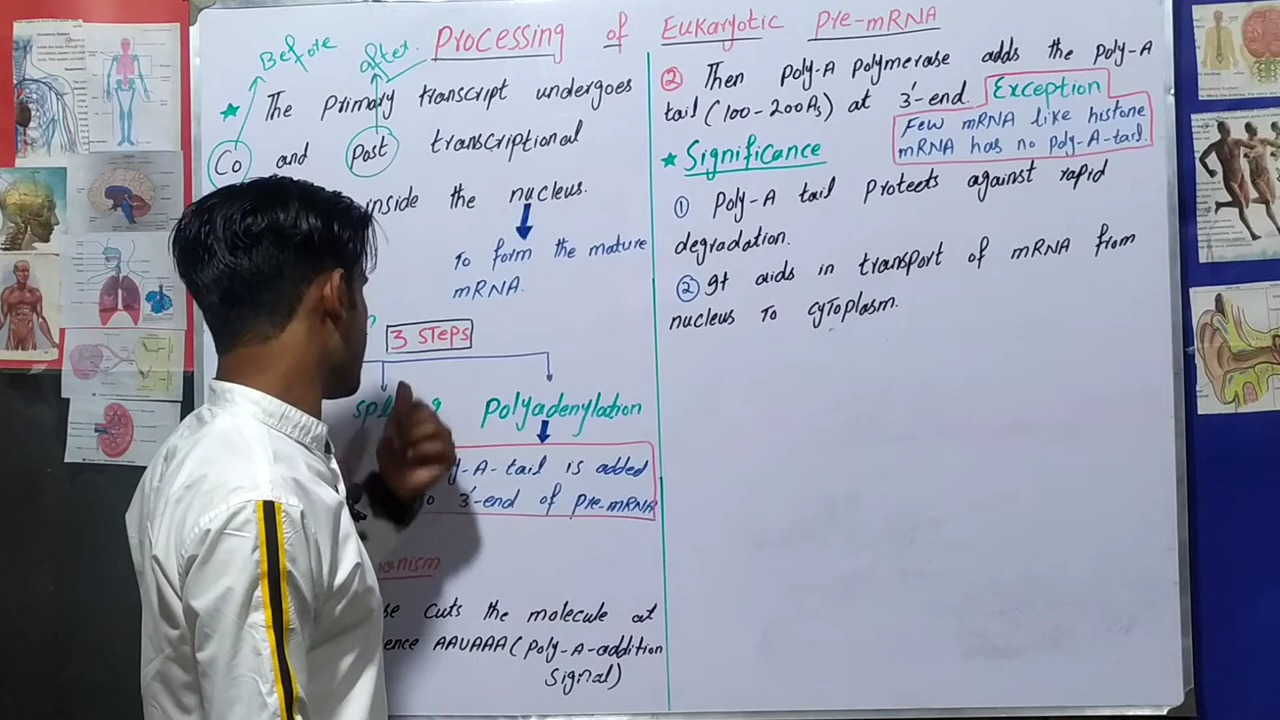 Processing of Eukaryotic Pre-mRNA
Before
after
★ The Primary transcript undergoes
Co and Post transcriptional
inside the nucleus.
To form the mature
mRNA.
3 STEPS
Polyadenylation
-A-tail is added
3'-end of Pre-mRNA
cuts the molecule at
AAUAAA (Poly-A-addition
Signal)
② Then Poly-A Polymerase adds the Poly-A
tail (100-200As) at 3'-end.
Exception
Few mRNA like histone
mRNA has no Poly-A-tail.
★ Significance
① Poly-A tail Protects against rapid
degradation.
② It aids in transport of mRNA from
nucleus To cytoplasm.